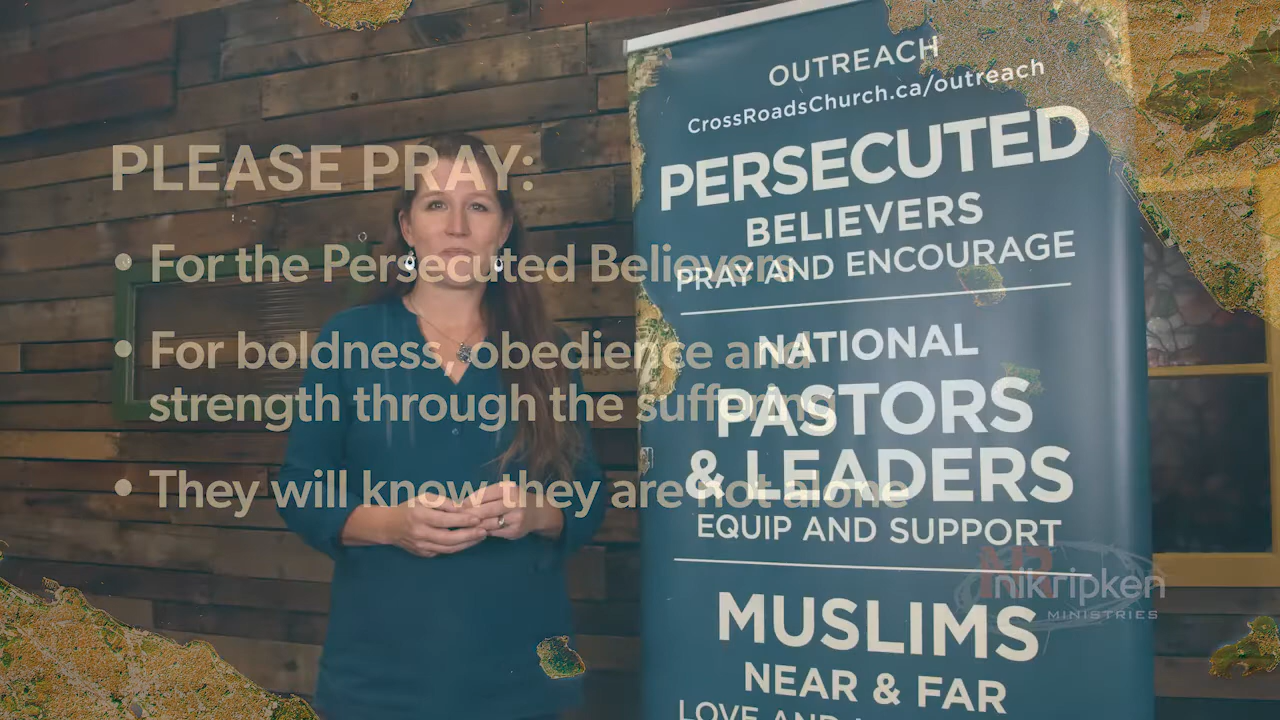 PLEASE PRAY:
• For the Persecuted Believers
• For boldness, obedience and
strength through the suffering
• They will know they are not alone
OUTREACH
CrossRoadsChurch.ca/outreach
PERSECUTED
BELIEVERS
PRAY AND ENCOURAGE
NATIONAL
PASTORS
& LEADERS
EQUIP AND SUPPORT
MUSLIMS
NEAR & FAR
LOVE AND
nikripken
MINISTRIES